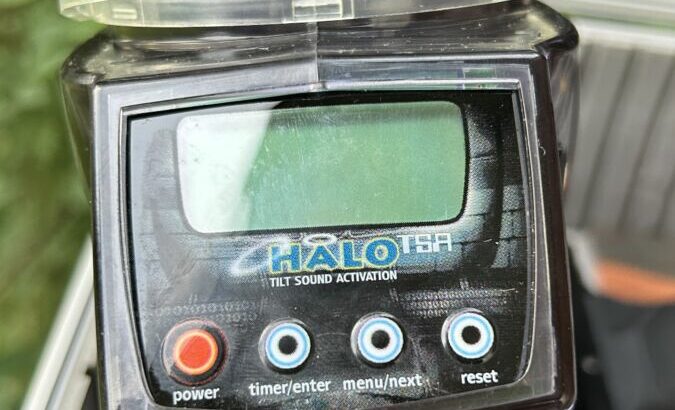 HALO TSA
TILT SOUND ACTIVATION
power timer/enter menu/next reset